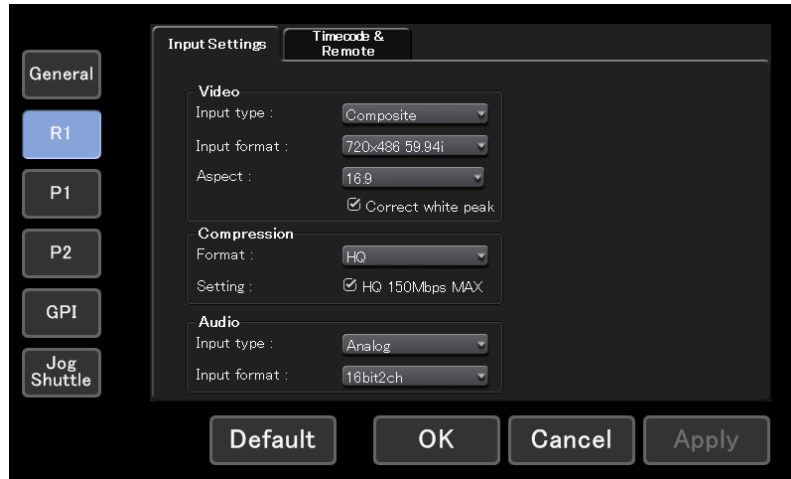 General
R1
P1
P2
GPI
Jog
Shuttle
Input Settings
Timecode &
Remote
Video
Input type : Composite
Input format : 720x486 59.94i
Aspect : 16:9
Correct white peak
Compression
Format : HQ
Setting : HQ 150Mbps MAX
Audio
Input type : Analog
Input format : 16bit2ch
Default OK Cancel Apply